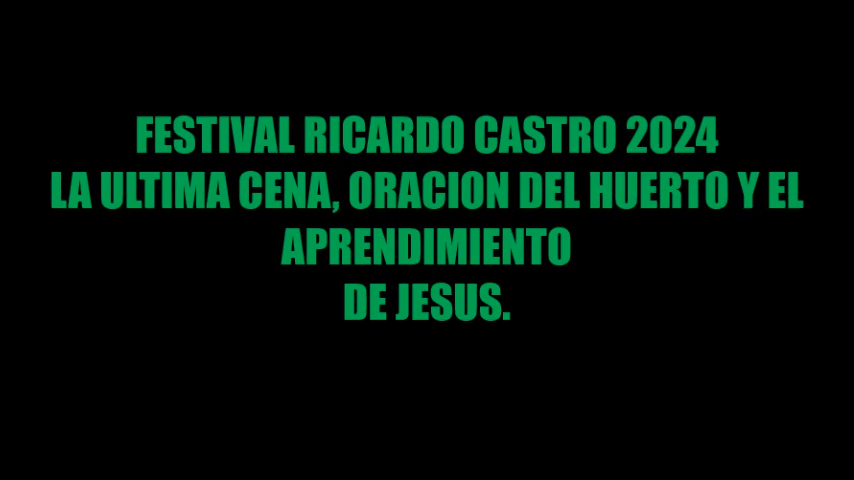 FESTIVAL RICARDO CASTRO 2024
LA ULTIMA CENA, ORACION DEL HUERTO Y EL
APRENDIMIENTO
DE JESUS.